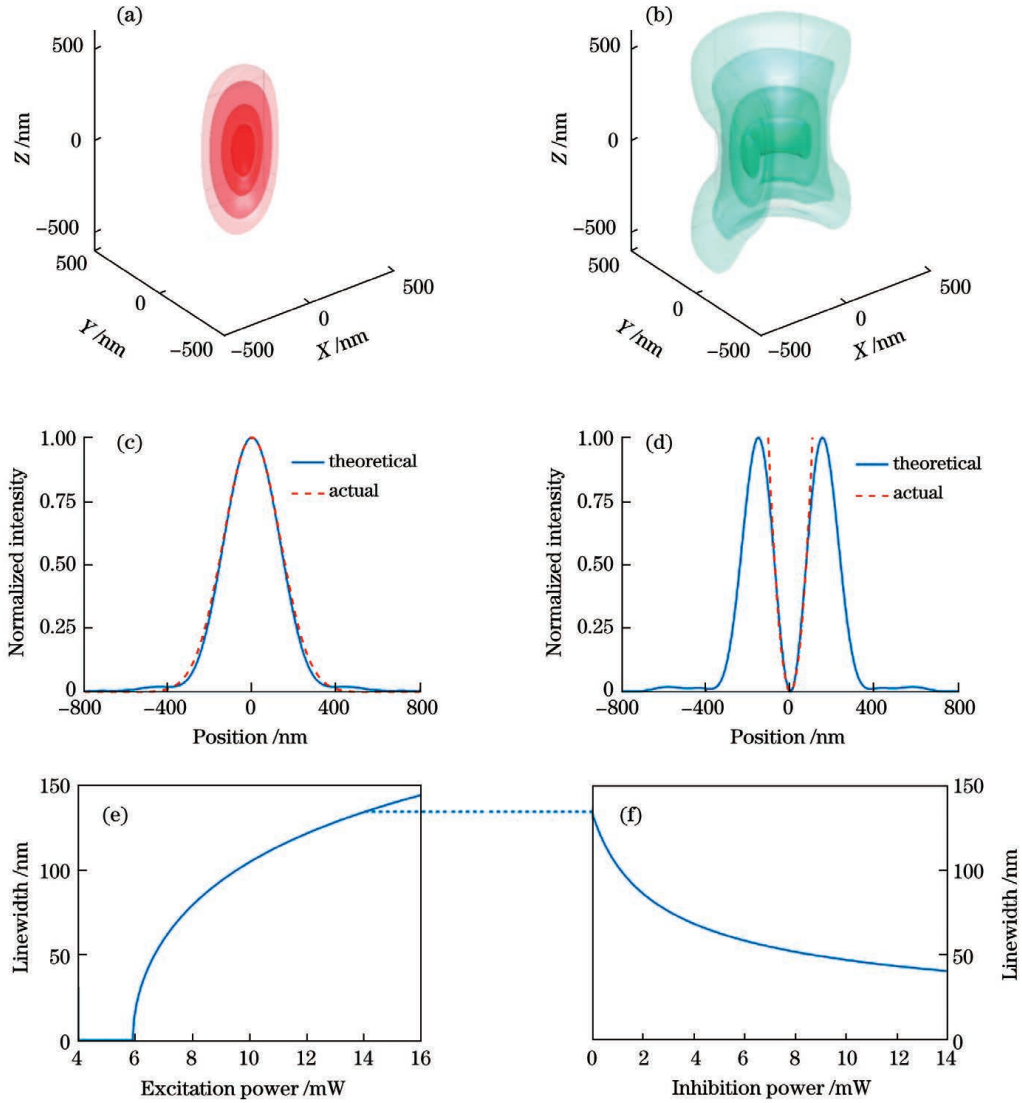 (a)
500
0
−500
Z /nm
500
0
−500
Y /nm
−500
0
500
X /nm
(b)
500
0
−500
Z /nm
500
0
−500
Y /nm
−500
0
500
X /nm
(c)
1.00
0.75
0.50
0.25
0
Normalized intensity
theoretical
actual
−800
−400
0
400
800
Position /nm
(d)
1.00
0.75
0.50
0.25
0
Normalized intensity
theoretical
actual
−800
−400
0
400
800
Position /nm
(e)
150
100
50
0
Linewidth /nm
4
6
8
10
12
14
16
Excitation power /mW
(f)
150
100
50
0
Linewidth /nm
0
2
4
6
8
10
12
14
Inhibition power /mW